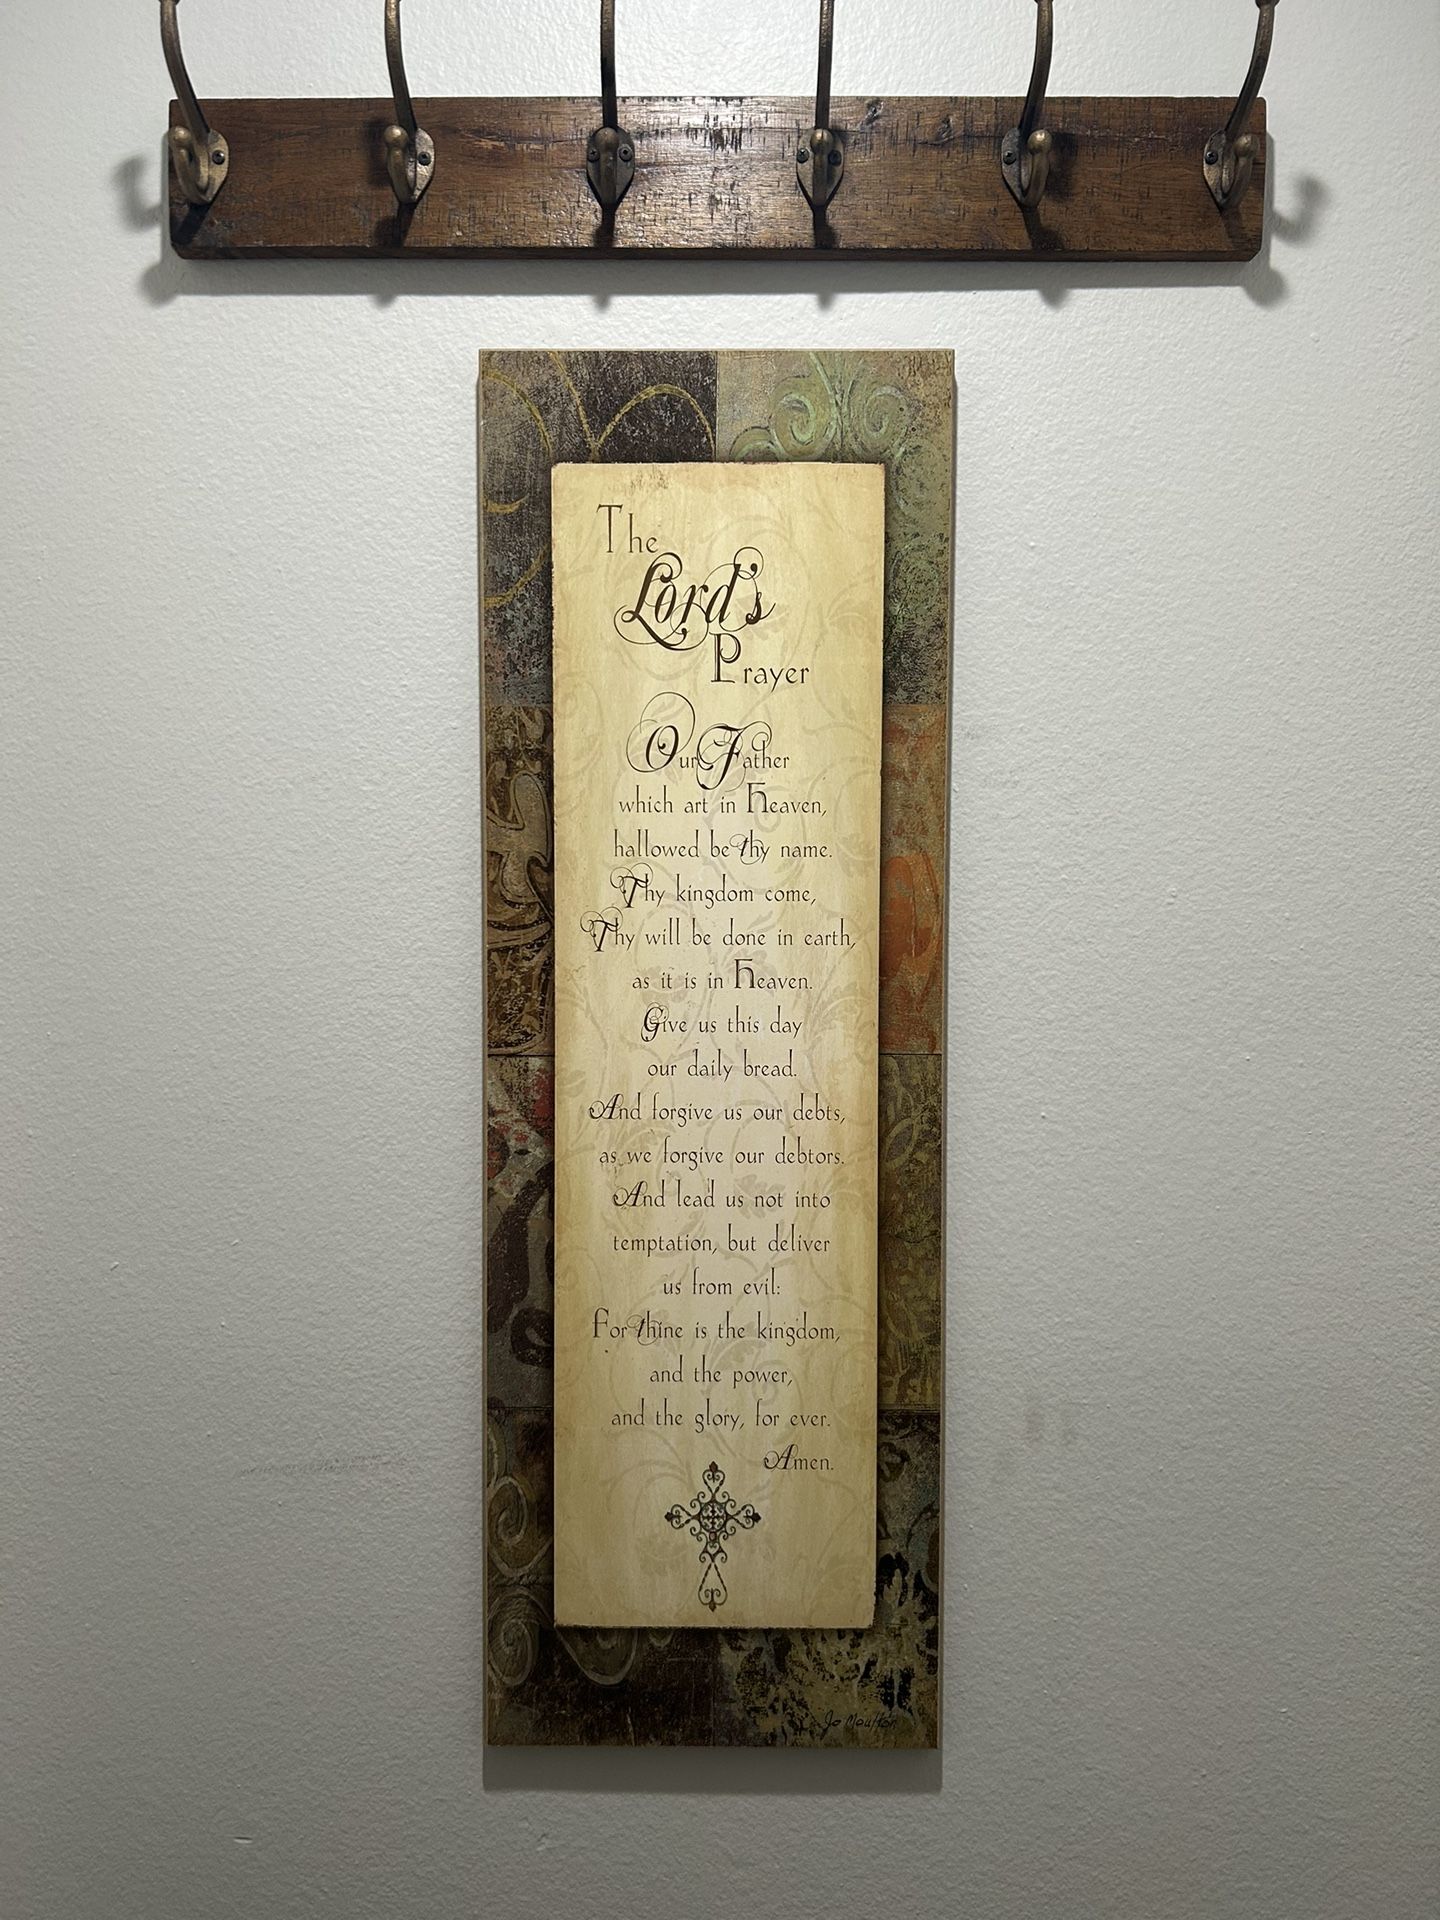 The
Lord's
Prayer
Our Father
which art in Heaven,
hallowed be thy name.
Thy kingdom come,
Thy will be done in earth,
as it is in Heaven.
Give us this day
our daily bread.
And forgive us our debts,
as we forgive our debtors.
And lead us not into
temptation, but deliver
us from evil:
For thine is the kingdom,
and the power,
and the glory, for ever.
Amen.
Jo Moulton